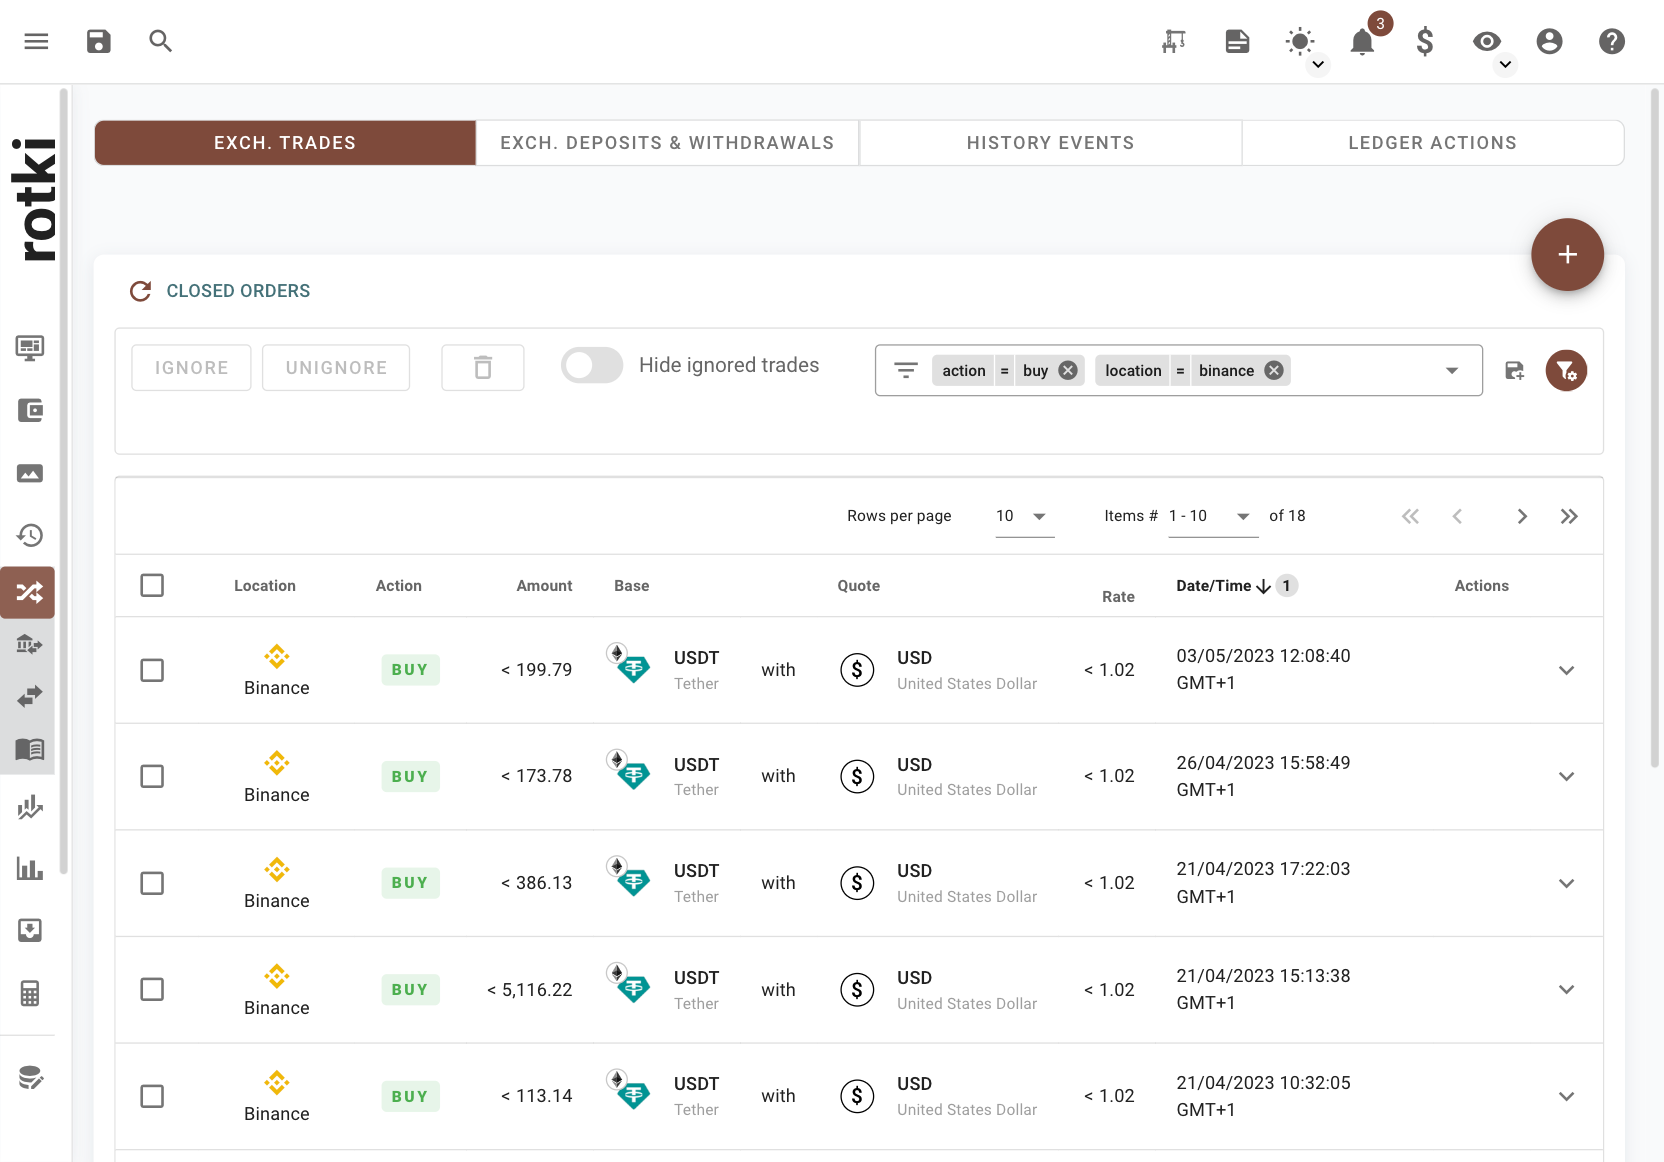 3
rotki
EXCH. TRADES EXCH. DEPOSITS & WITHDRAWALS HISTORY EVENTS LEDGER ACTIONS
+
CLOSED ORDERS
IGNORE UNIGNORE Hide ignored trades action = buy location = binance
Rows per page 10 Items # 1 - 10 of 18
Location Action Amount Base Quote Rate Date/Time 1 Actions
Binance BUY < 199.79 USDT Tether with $ USD United States Dollar < 1.02 03/05/2023 12:08:40 GMT+1
Binance BUY < 173.78 USDT Tether with $ USD United States Dollar < 1.02 26/04/2023 15:58:49 GMT+1
Binance BUY < 386.13 USDT Tether with $ USD United States Dollar < 1.02 21/04/2023 17:22:03 GMT+1
Binance BUY < 5,116.22 USDT Tether with $ USD United States Dollar < 1.02 21/04/2023 15:13:38 GMT+1
Binance BUY < 113.14 USDT Tether with $ USD United States Dollar < 1.02 21/04/2023 10:32:05 GMT+1